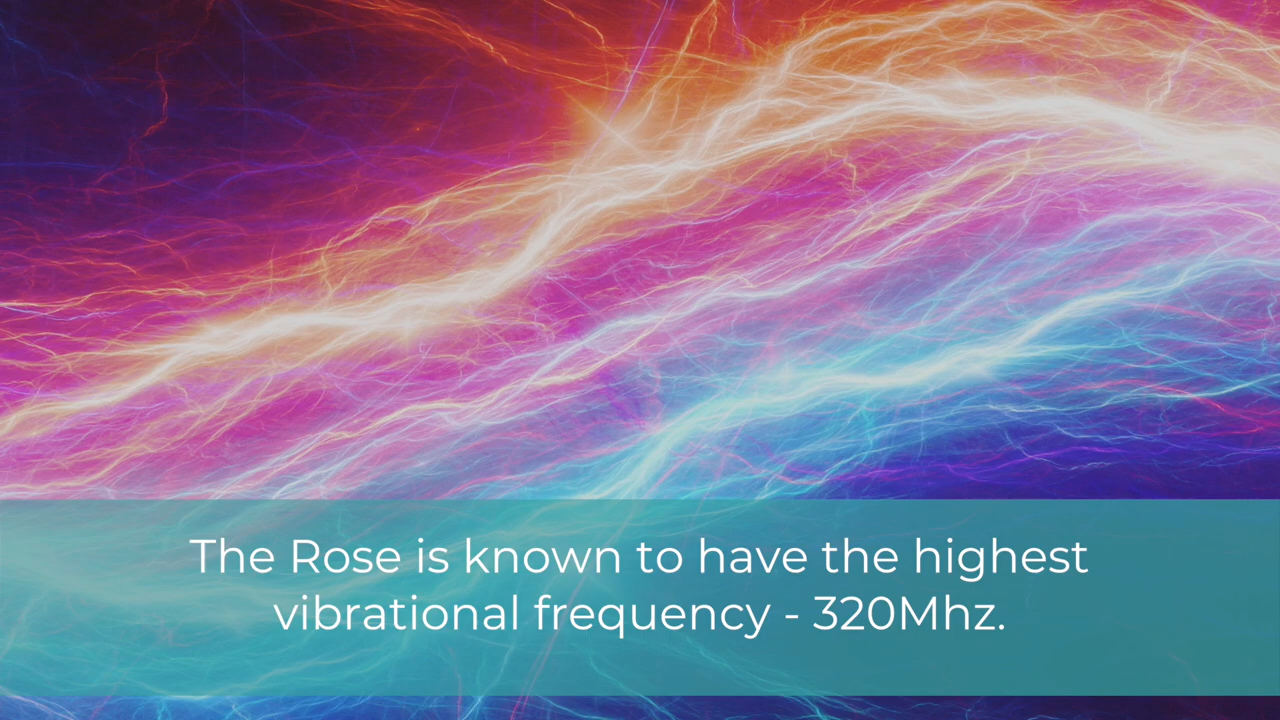 The Rose is known to have the highest
vibrational frequency - 320Mhz.